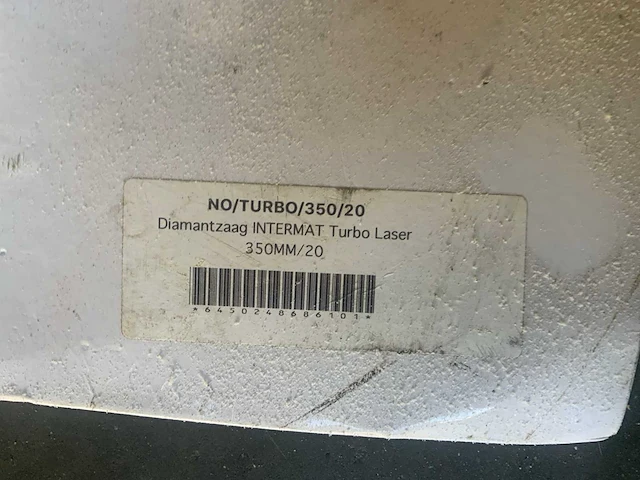 NO/TURBO/350/20
Diamantzaag INTERMAT Turbo Laser
350MM/20
*6450248686101*